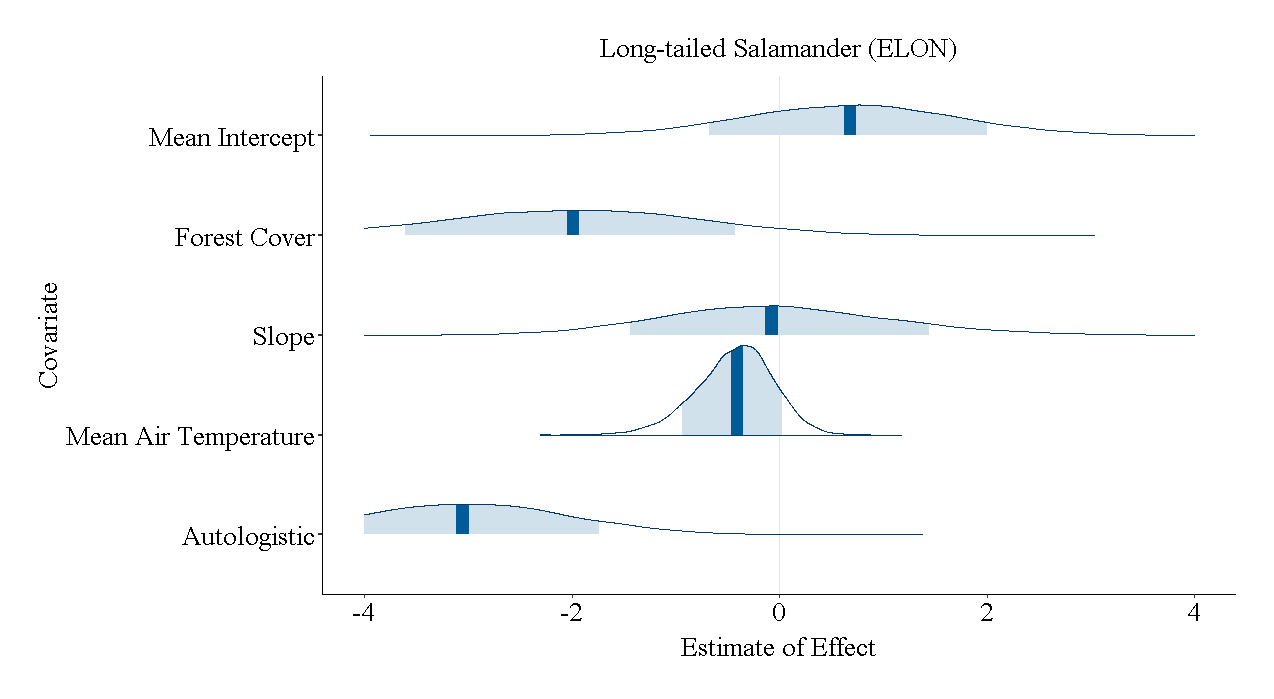 Long-tailed Salamander (ELON)
Covariate
Mean Intercept
Forest Cover
Slope
Mean Air Temperature
Autologistic
-4 -2 0 2 4
Estimate of Effect